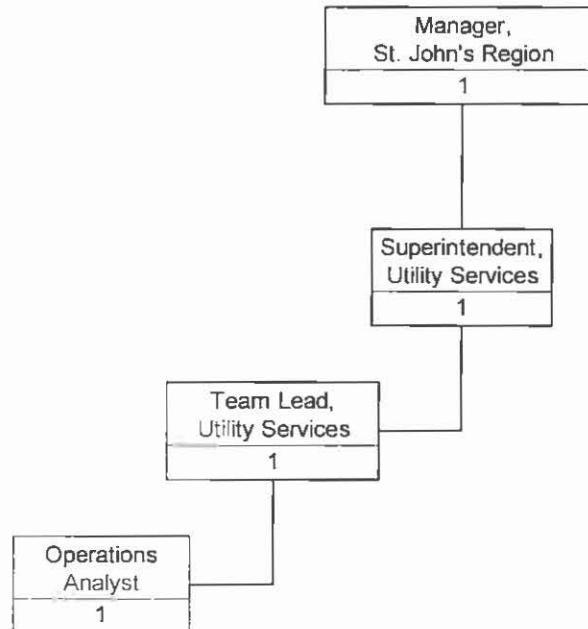 Manager,
St. John's Region
1
Superintendent,
Utility Services
1
Team Lead,
Utility Services
1
Operations
Analyst
1